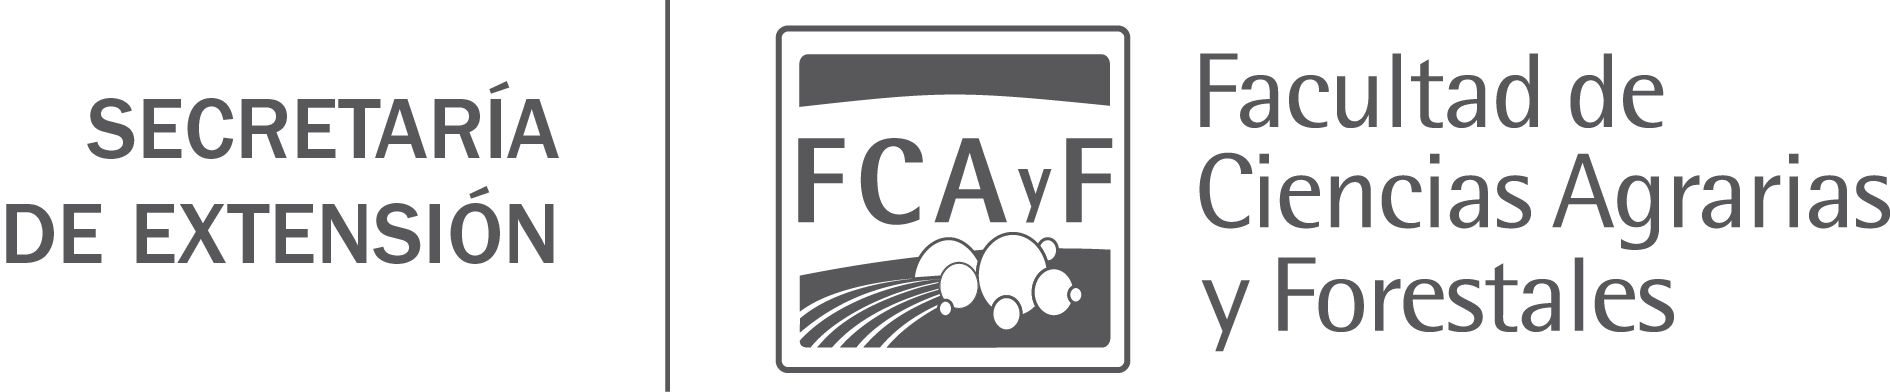 SECRETARÍA
DE EXTENSIÓN
FCAyF
Facultad de
Ciencias Agrarias
y Forestales